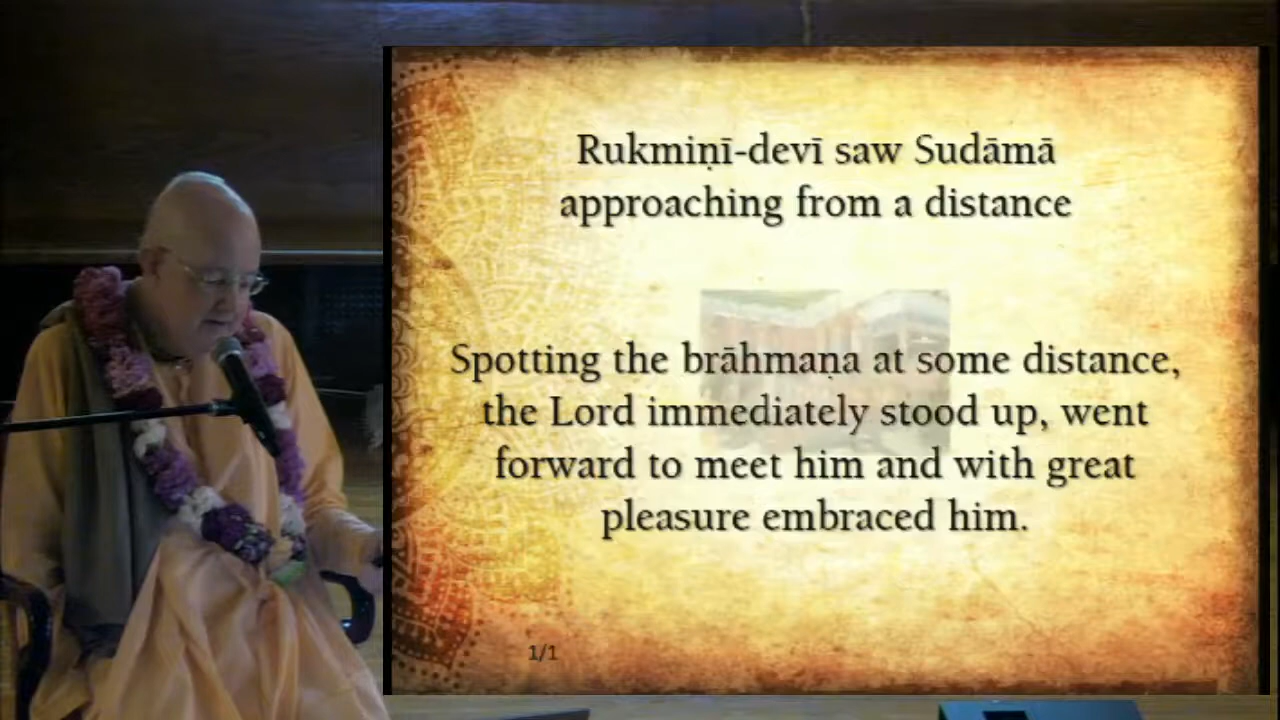 Rukmiṇī-devī saw Sudāmā
approaching from a distance
Spotting the brāhmaṇa at some distance,
the Lord immediately stood up, went
forward to meet him and with great
pleasure embraced him.
1/1